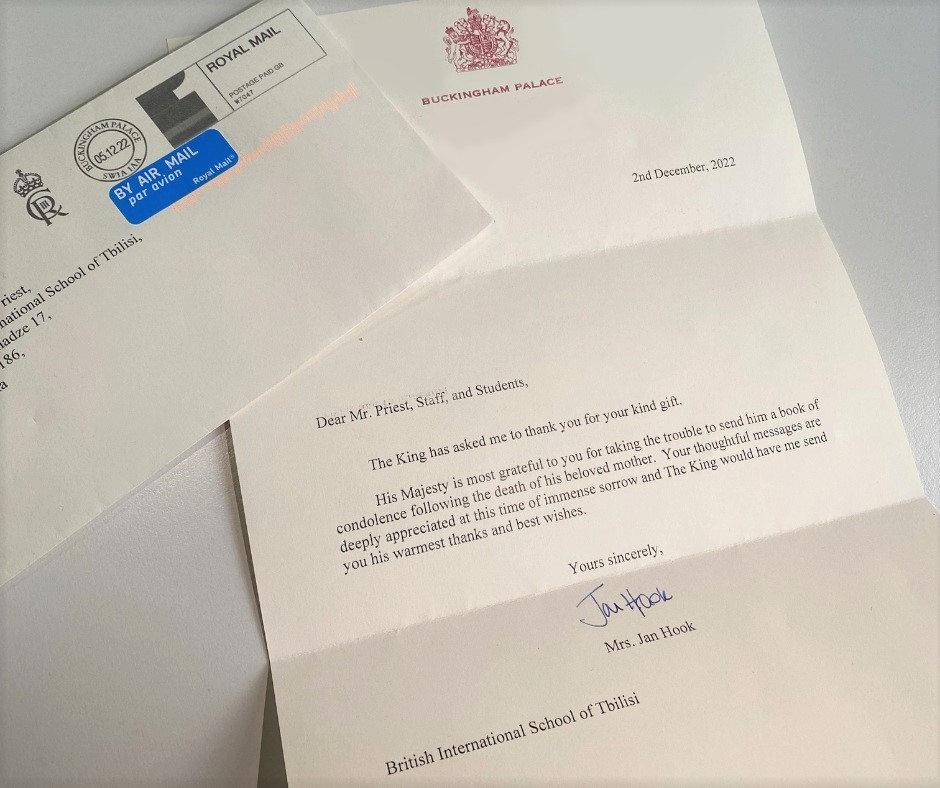 ROYAL MAIL
POSTAGE PAID GB
BUCKINGHAM PALACE
05.12.22
SW1A 1AA
BY AIR MAIL
par avion
Royal Mail®
riest,
national School of Tbilisi,
adze 17,
186,
a
BUCKINGHAM PALACE
2nd December, 2022
Dear Mr. Priest, Staff, and Students,
The King has asked me to thank you for your kind gift.
His Majesty is most grateful to you for taking the trouble to send him a book of
condolence following the death of his beloved mother. Your thoughtful messages are
deeply appreciated at this time of immense sorrow and The King would have me send
you his warmest thanks and best wishes.
Yours sincerely,
Jan Hook
Mrs. Jan Hook
British International School of Tbilisi